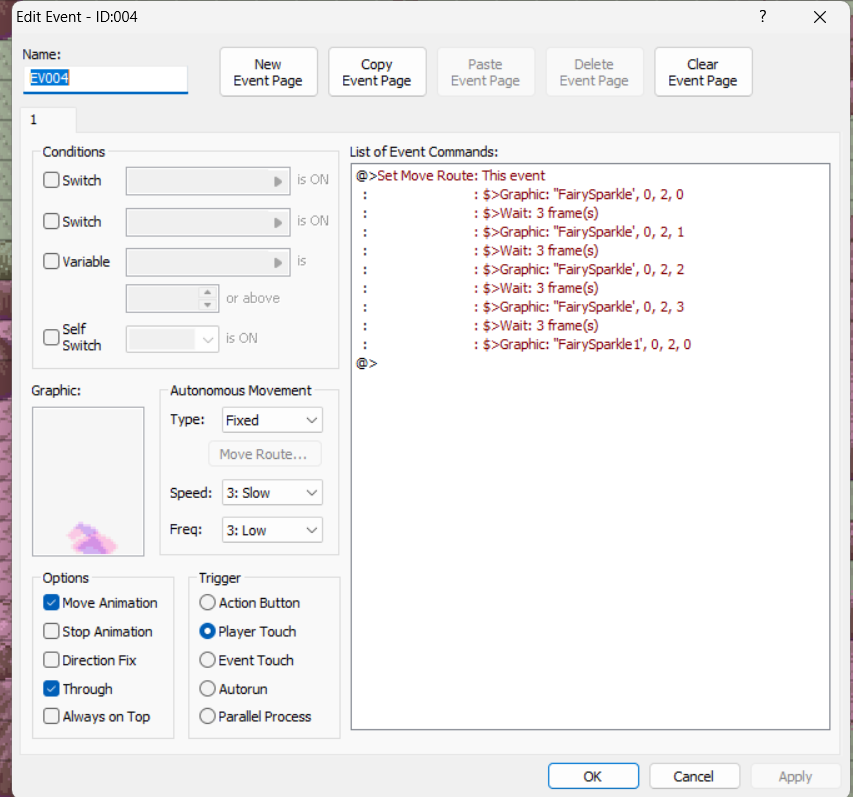 Edit Event - ID:004
?
Name:
EV004
New
Event Page
Copy
Event Page
Paste
Event Page
Delete
Event Page
Clear
Event Page
1
Conditions
Switch
is ON
Switch
is ON
Variable
is
or above
Self
Switch
is ON
Graphic:
Autonomous Movement
Type:
Fixed
Move Route...
Speed:
3: Slow
Freq:
3: Low
Options
Move Animation
Stop Animation
Direction Fix
Through
Always on Top
Trigger
Action Button
Player Touch
Event Touch
Autorun
Parallel Process
List of Event Commands:
@>Set Move Route: This event
: : $>Graphic: "FairySparkle', 0, 2, 0
: : $>Wait: 3 frame(s)
: : $>Graphic: "FairySparkle', 0, 2, 1
: : $>Wait: 3 frame(s)
: : $>Graphic: "FairySparkle', 0, 2, 2
: : $>Wait: 3 frame(s)
: : $>Graphic: "FairySparkle', 0, 2, 3
: : $>Wait: 3 frame(s)
: : $>Graphic: "FairySparkle1', 0, 2, 0
@>
OK
Cancel
Apply